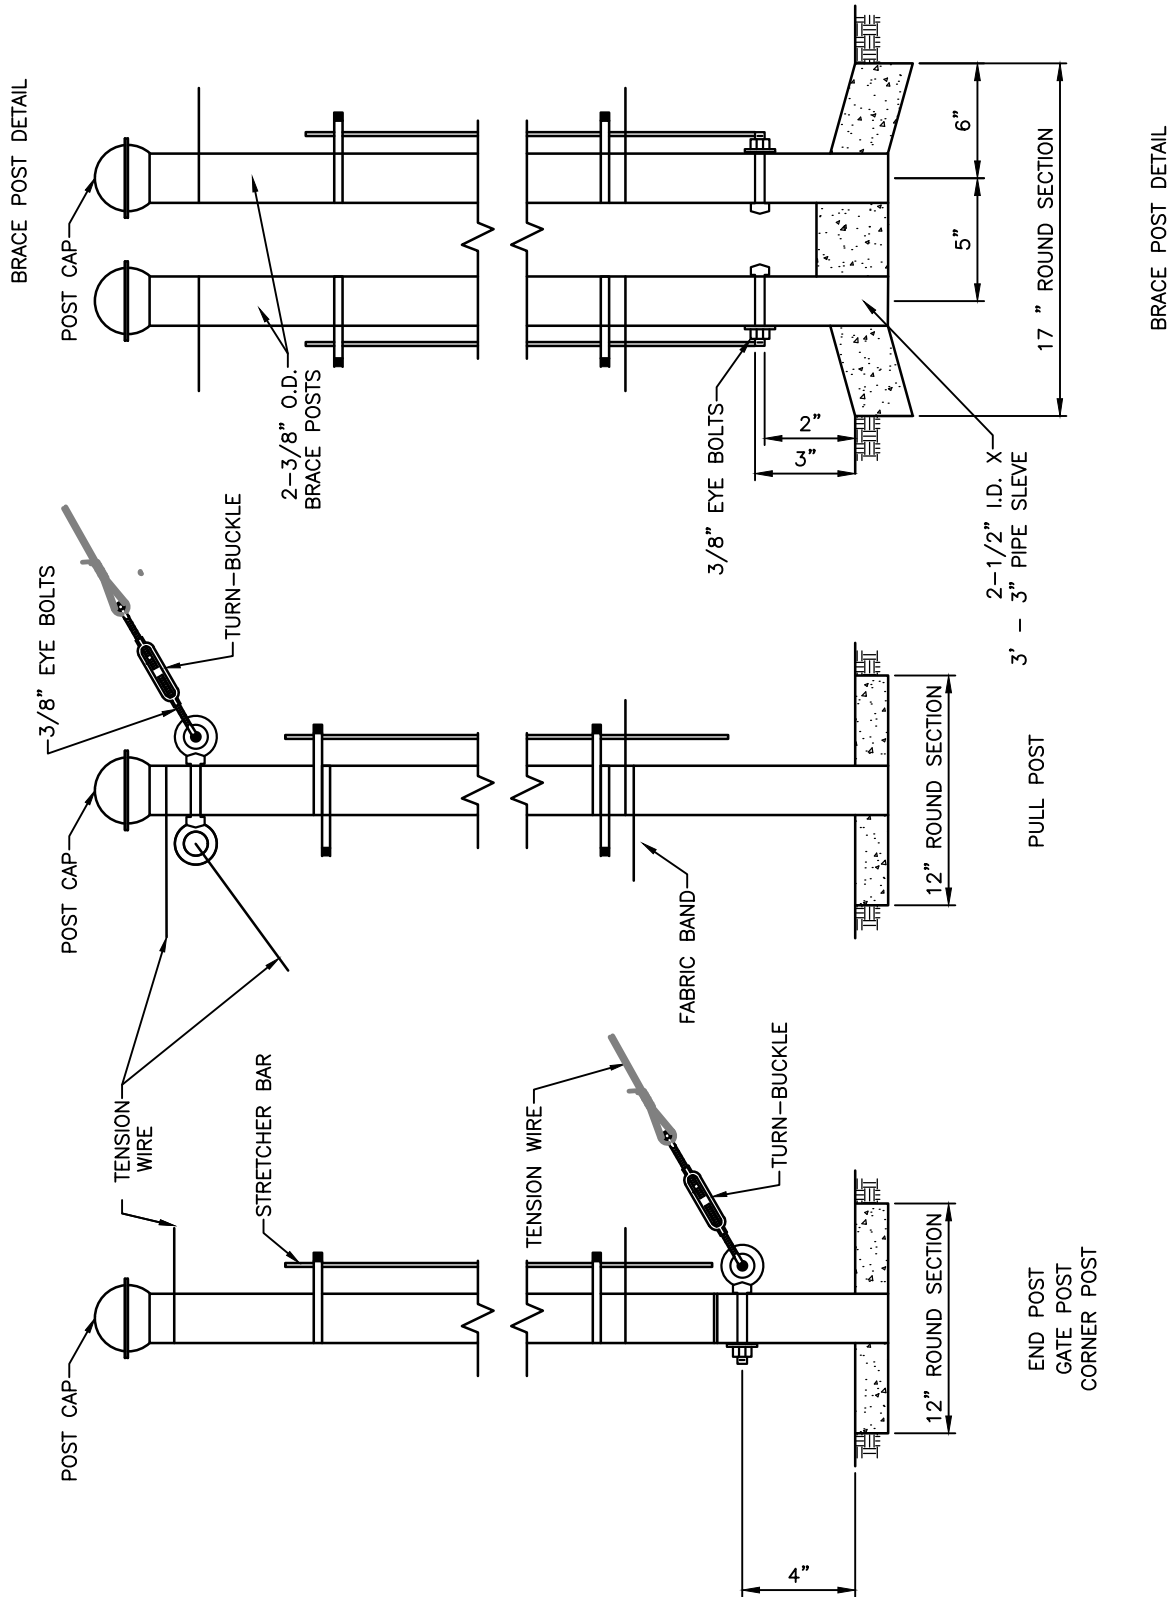 BRACE POST DETAIL
POST CAP
2-3/8" O.D.
BRACE POSTS
3/8" EYE BOLTS
2"
3"
6"
5"
17 " ROUND SECTION
2-1/2" I.D. X
3' - 3" PIPE SLEVE
BRACE POST DETAIL
3/8" EYE BOLTS
TURN-BUCKLE
POST CAP
FABRIC BAND
12" ROUND SECTION
PULL POST
TENSION
WIRE
STRETCHER BAR
TENSION WIRE
TURN-BUCKLE
POST CAP
12" ROUND SECTION
4"
END POST
GATE POST
CORNER POST